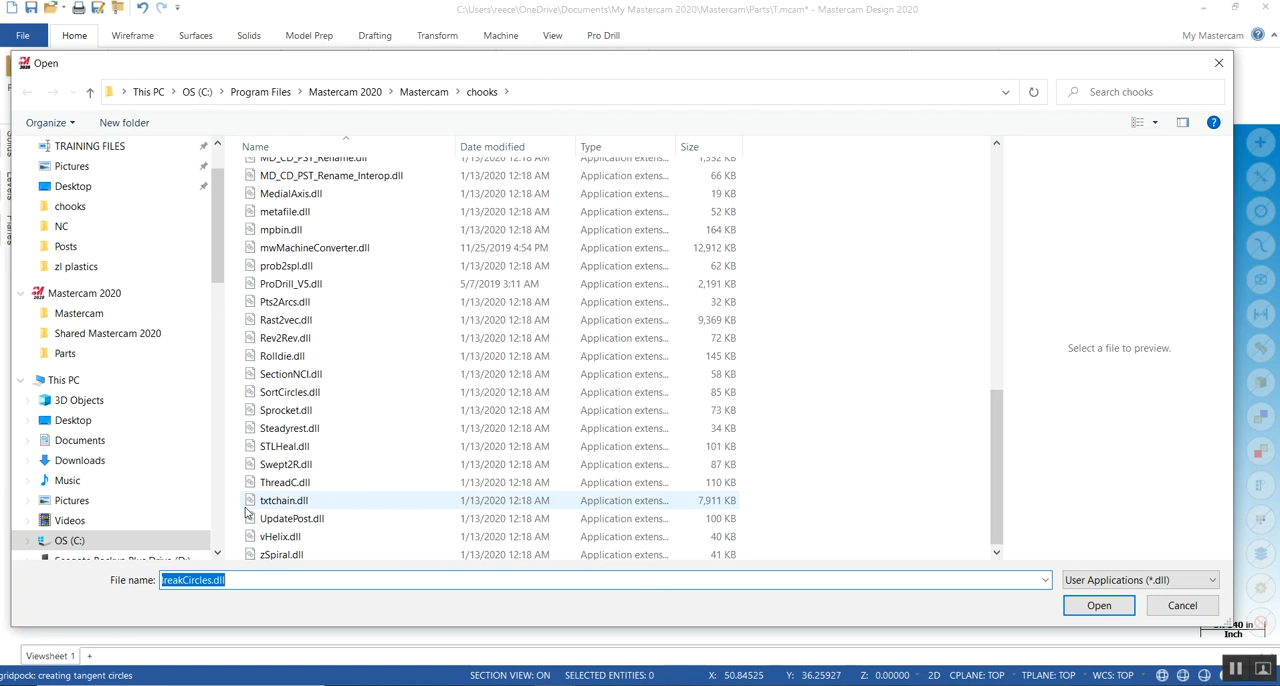 C:\Users\reece\OneDrive\Documents\My Mastercam 2020\Mastercam\Parts\T.mcam* - Mastercam Design 2020
File Home Wireframe Surfaces Solids Model Prep Drafting Transform Machine View Pro Drill My Mastercam
Open
This PC > OS (C:) > Program Files > Mastercam 2020 > Mastercam > chooks >
Search chooks
Organize New folder
Name Date modified Type Size
TRAINING FILES
Pictures
Desktop
chooks
NC
Posts
zl plastics
Mastercam 2020
Mastercam
Shared Mastercam 2020
Parts
This PC
3D Objects
Desktop
Documents
Downloads
Music
Pictures
Videos
OS (C:)
Seagate Backup Plus Drive (D:)
MD_CD_PST_Rename.dll 1/13/2020 12:18 AM Application extens... 1,332 KB
MD_CD_PST_Rename_Interop.dll 1/13/2020 12:18 AM Application extens... 66 KB
MedialAxis.dll 1/13/2020 12:18 AM Application extens... 19 KB
metafile.dll 1/13/2020 12:18 AM Application extens... 52 KB
mpbin.dll 1/13/2020 12:18 AM Application extens... 164 KB
mwMachineConverter.dll 11/25/2019 4:54 PM Application extens... 12,912 KB
prob2spl.dll 1/13/2020 12:18 AM Application extens... 62 KB
ProDrill_V5.dll 5/7/2019 3:11 AM Application extens... 2,191 KB
Pts2Arcs.dll 1/13/2020 12:18 AM Application extens... 32 KB
Rast2vec.dll 1/13/2020 12:18 AM Application extens... 9,369 KB
Rev2Rev.dll 1/13/2020 12:18 AM Application extens... 72 KB
Rolldie.dll 1/13/2020 12:18 AM Application extens... 145 KB
SectionNCI.dll 1/13/2020 12:18 AM Application extens... 58 KB
SortCircles.dll 1/13/2020 12:18 AM Application extens... 85 KB
Sprocket.dll 1/13/2020 12:18 AM Application extens... 73 KB
Steadyrest.dll 1/13/2020 12:18 AM Application extens... 34 KB
STLHeal.dll 1/13/2020 12:18 AM Application extens... 101 KB
Swept2R.dll 1/13/2020 12:18 AM Application extens... 87 KB
ThreadC.dll 1/13/2020 12:18 AM Application extens... 110 KB
txtchain.dll 1/13/2020 12:18 AM Application extens... 7,911 KB
UpdatePost.dll 1/13/2020 12:18 AM Application extens... 100 KB
vHelix.dll 1/13/2020 12:18 AM Application extens... 40 KB
zSpiral.dll 1/13/2020 12:18 AM Application extens... 41 KB
Select a file to preview.
File name: reakCircles.dll User Applications (*.dll)
Open Cancel
Inch
Viewsheet 1 +
gridpock: creating tangent circles SECTION VIEW: ON SELECTED ENTITIES: 0 X: 50.84525 Y: 36.25927 Z: 0.00000 2D CPLANE: TOP TPLANE: TOP WCS: TOP